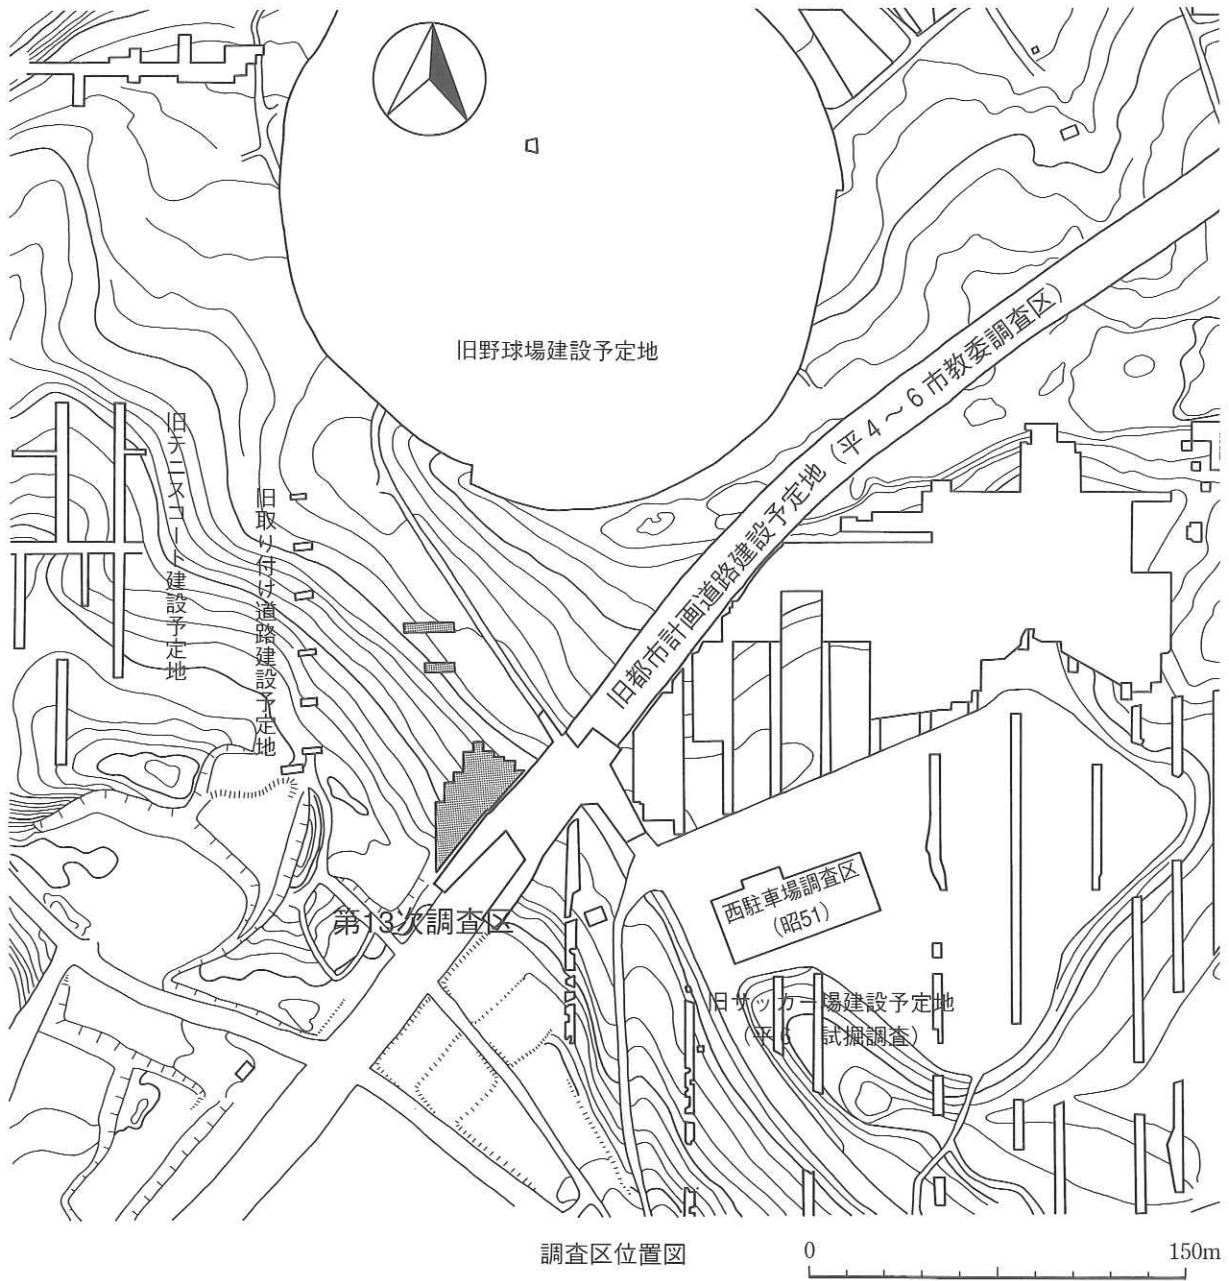 旧野球場建設予定地
旧都市計画道路建設予定地（平４～６市教委調査区）
旧テニスコート建設予定地
旧取り付け道路建設予定地
西駐車場調査区
（昭51）
第13次調査区
旧サッカー場建設予定地
（平６　試掘調査）
調査区位置図
0
150m